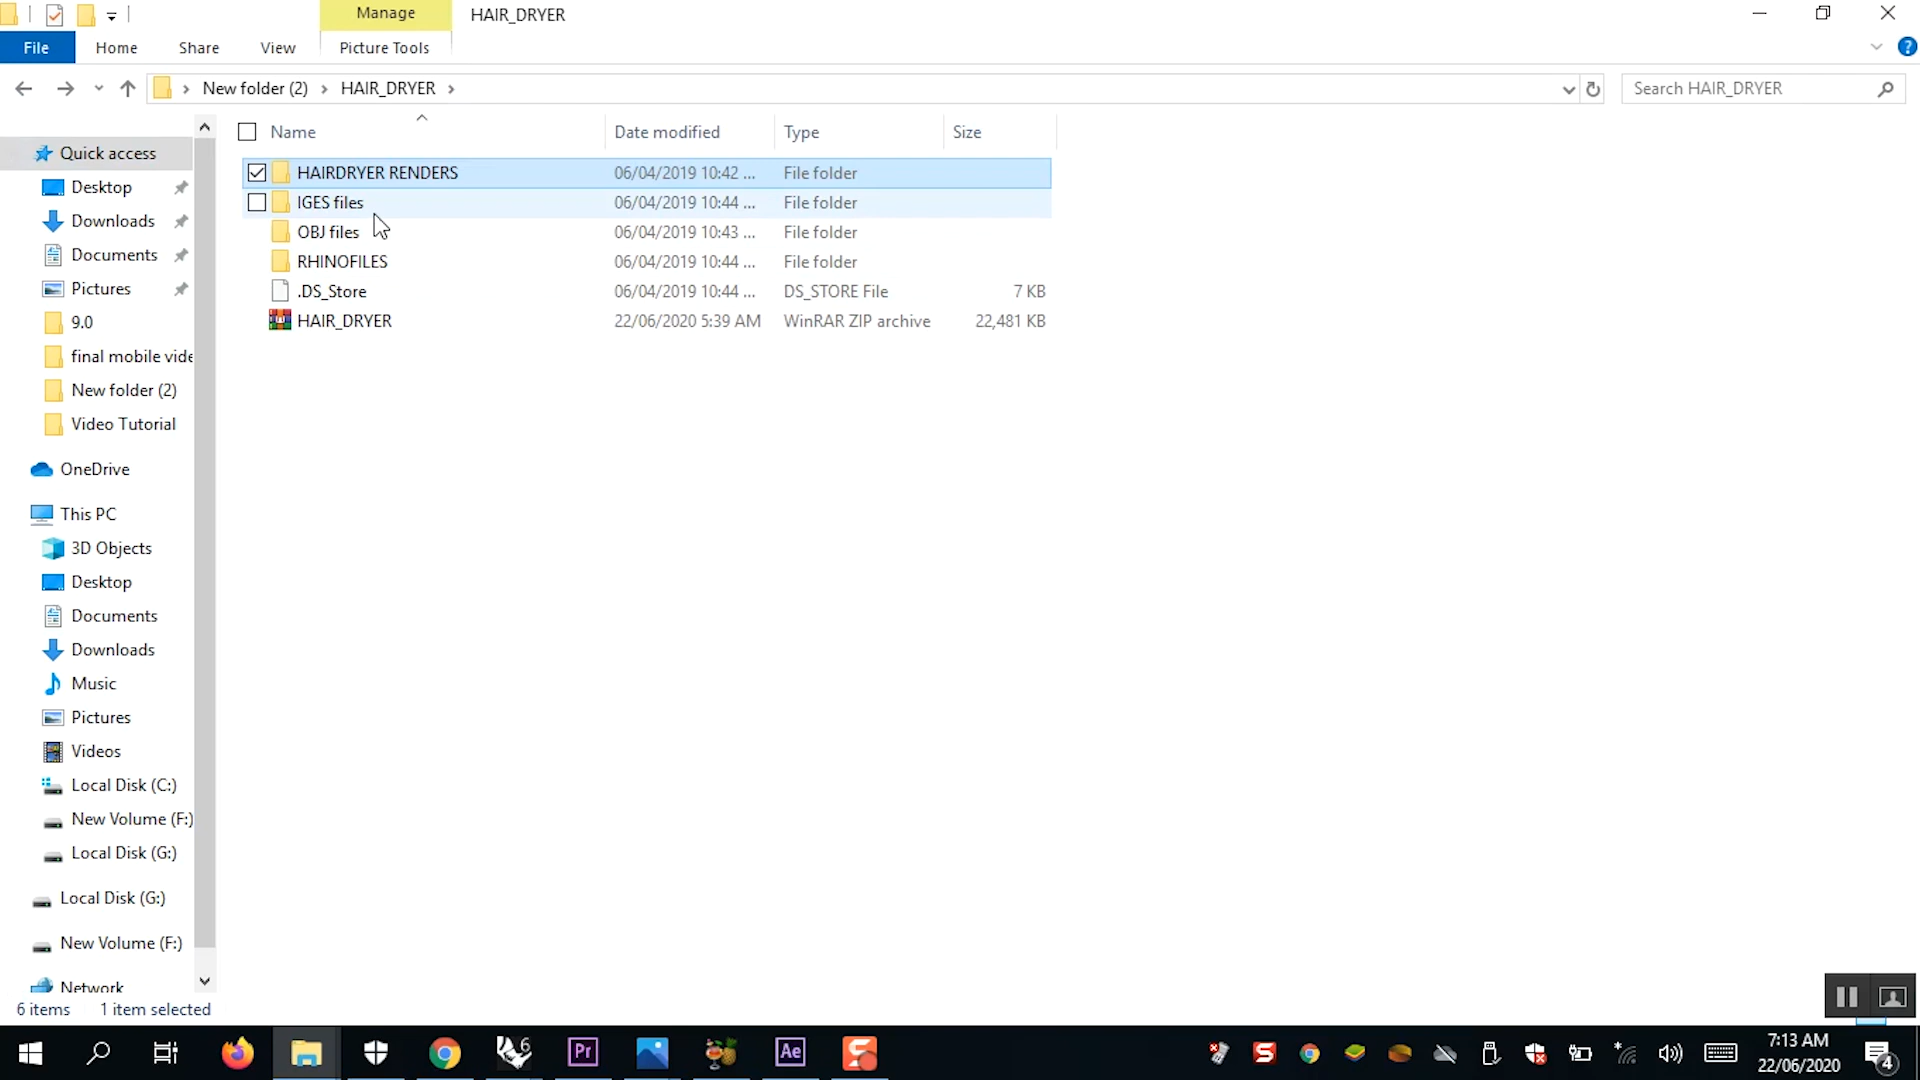 Manage
HAIR_DRYER
File
Home
Share
View
Picture Tools
New folder (2)
HAIR_DRYER
Search HAIR_DRYER
Name
Date modified
Type
Size
HAIRDRYER RENDERS
06/04/2019 10:42 ...
File folder
IGES files
06/04/2019 10:44 ...
File folder
OBJ files
06/04/2019 10:43 ...
File folder
RHINOFILES
06/04/2019 10:44 ...
File folder
.DS_Store
06/04/2019 10:44 ...
DS_STORE File
7 KB
HAIR_DRYER
22/06/2020 5:39 AM
WinRAR ZIP archive
22,481 KB
Quick access
Desktop
Downloads
Documents
Pictures
9.0
final mobile vide
New folder (2)
Video Tutorial
OneDrive
This PC
3D Objects
Desktop
Documents
Downloads
Music
Pictures
Videos
Local Disk (C:)
New Volume (F:)
Local Disk (G:)
Local Disk (G:)
New Volume (F:)
Network
6 items
1 item selected
6
Pr
Ae
S
S
7:13 AM
22/06/2020
4